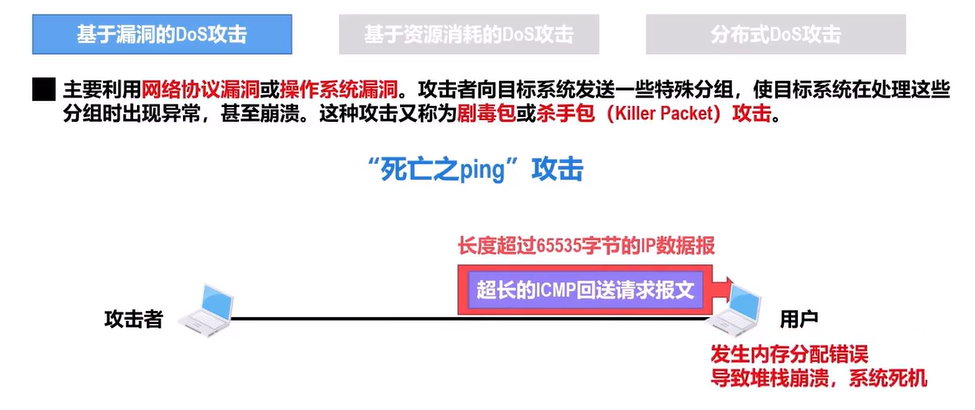 基于漏洞的DoS攻击
基于资源消耗的DoS攻击
分布式DoS攻击
主要利用网络协议漏洞或操作系统漏洞。攻击者向目标系统发送一些特殊分组，使目标系统在处理这些
分组时出现异常，甚至崩溃。这种攻击又称为剧毒包或杀手包（Killer Packet）攻击。
“死亡之ping”攻击
长度超过65535字节的IP数据报
超长的ICMP回送请求报文
攻击者
用户
发生内存分配错误
导致堆栈崩溃，系统死机